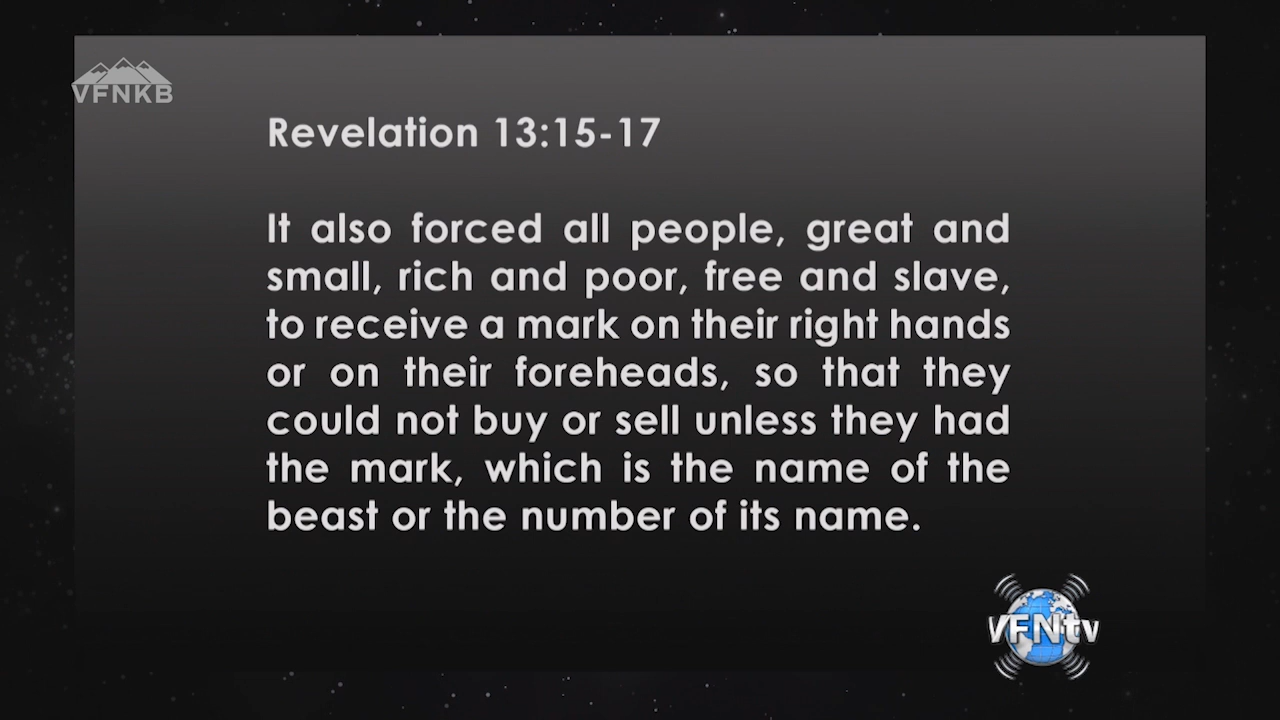 VFNKB
Revelation 13:15-17
It also forced all people, great and
small, rich and poor, free and slave,
to receive a mark on their right hands
or on their foreheads, so that they
could not buy or sell unless they had
the mark, which is the name of the
beast or the number of its name.
VFNtv